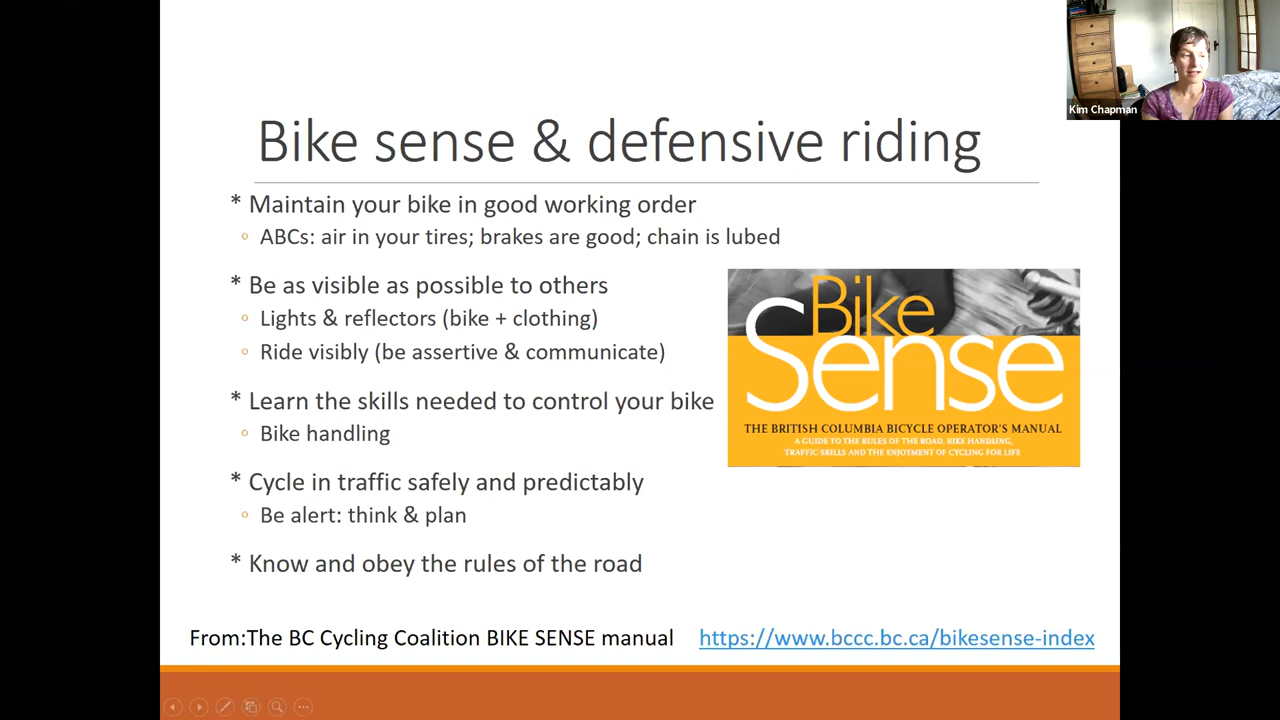 Kim Chapman
Bike sense & defensive riding
* Maintain your bike in good working order
ABCs: air in your tires; brakes are good; chain is lubed
* Be as visible as possible to others
Lights & reflectors (bike + clothing)
Ride visibly (be assertive & communicate)
* Learn the skills needed to control your bike
Bike handling
* Cycle in traffic safely and predictably
Be alert: think & plan
* Know and obey the rules of the road
Bike
Sense
THE BRITISH COLUMBIA BICYCLE OPERATOR'S MANUAL
A GUIDE TO THE RULES OF THE ROAD, BIKE HANDLING,
TRAFFIC SKILLS AND THE ENJOYMENT OF CYCLING FOR LIFE
From:The BC Cycling Coalition BIKE SENSE manual https://www.bccc.bc.ca/bikesense-index